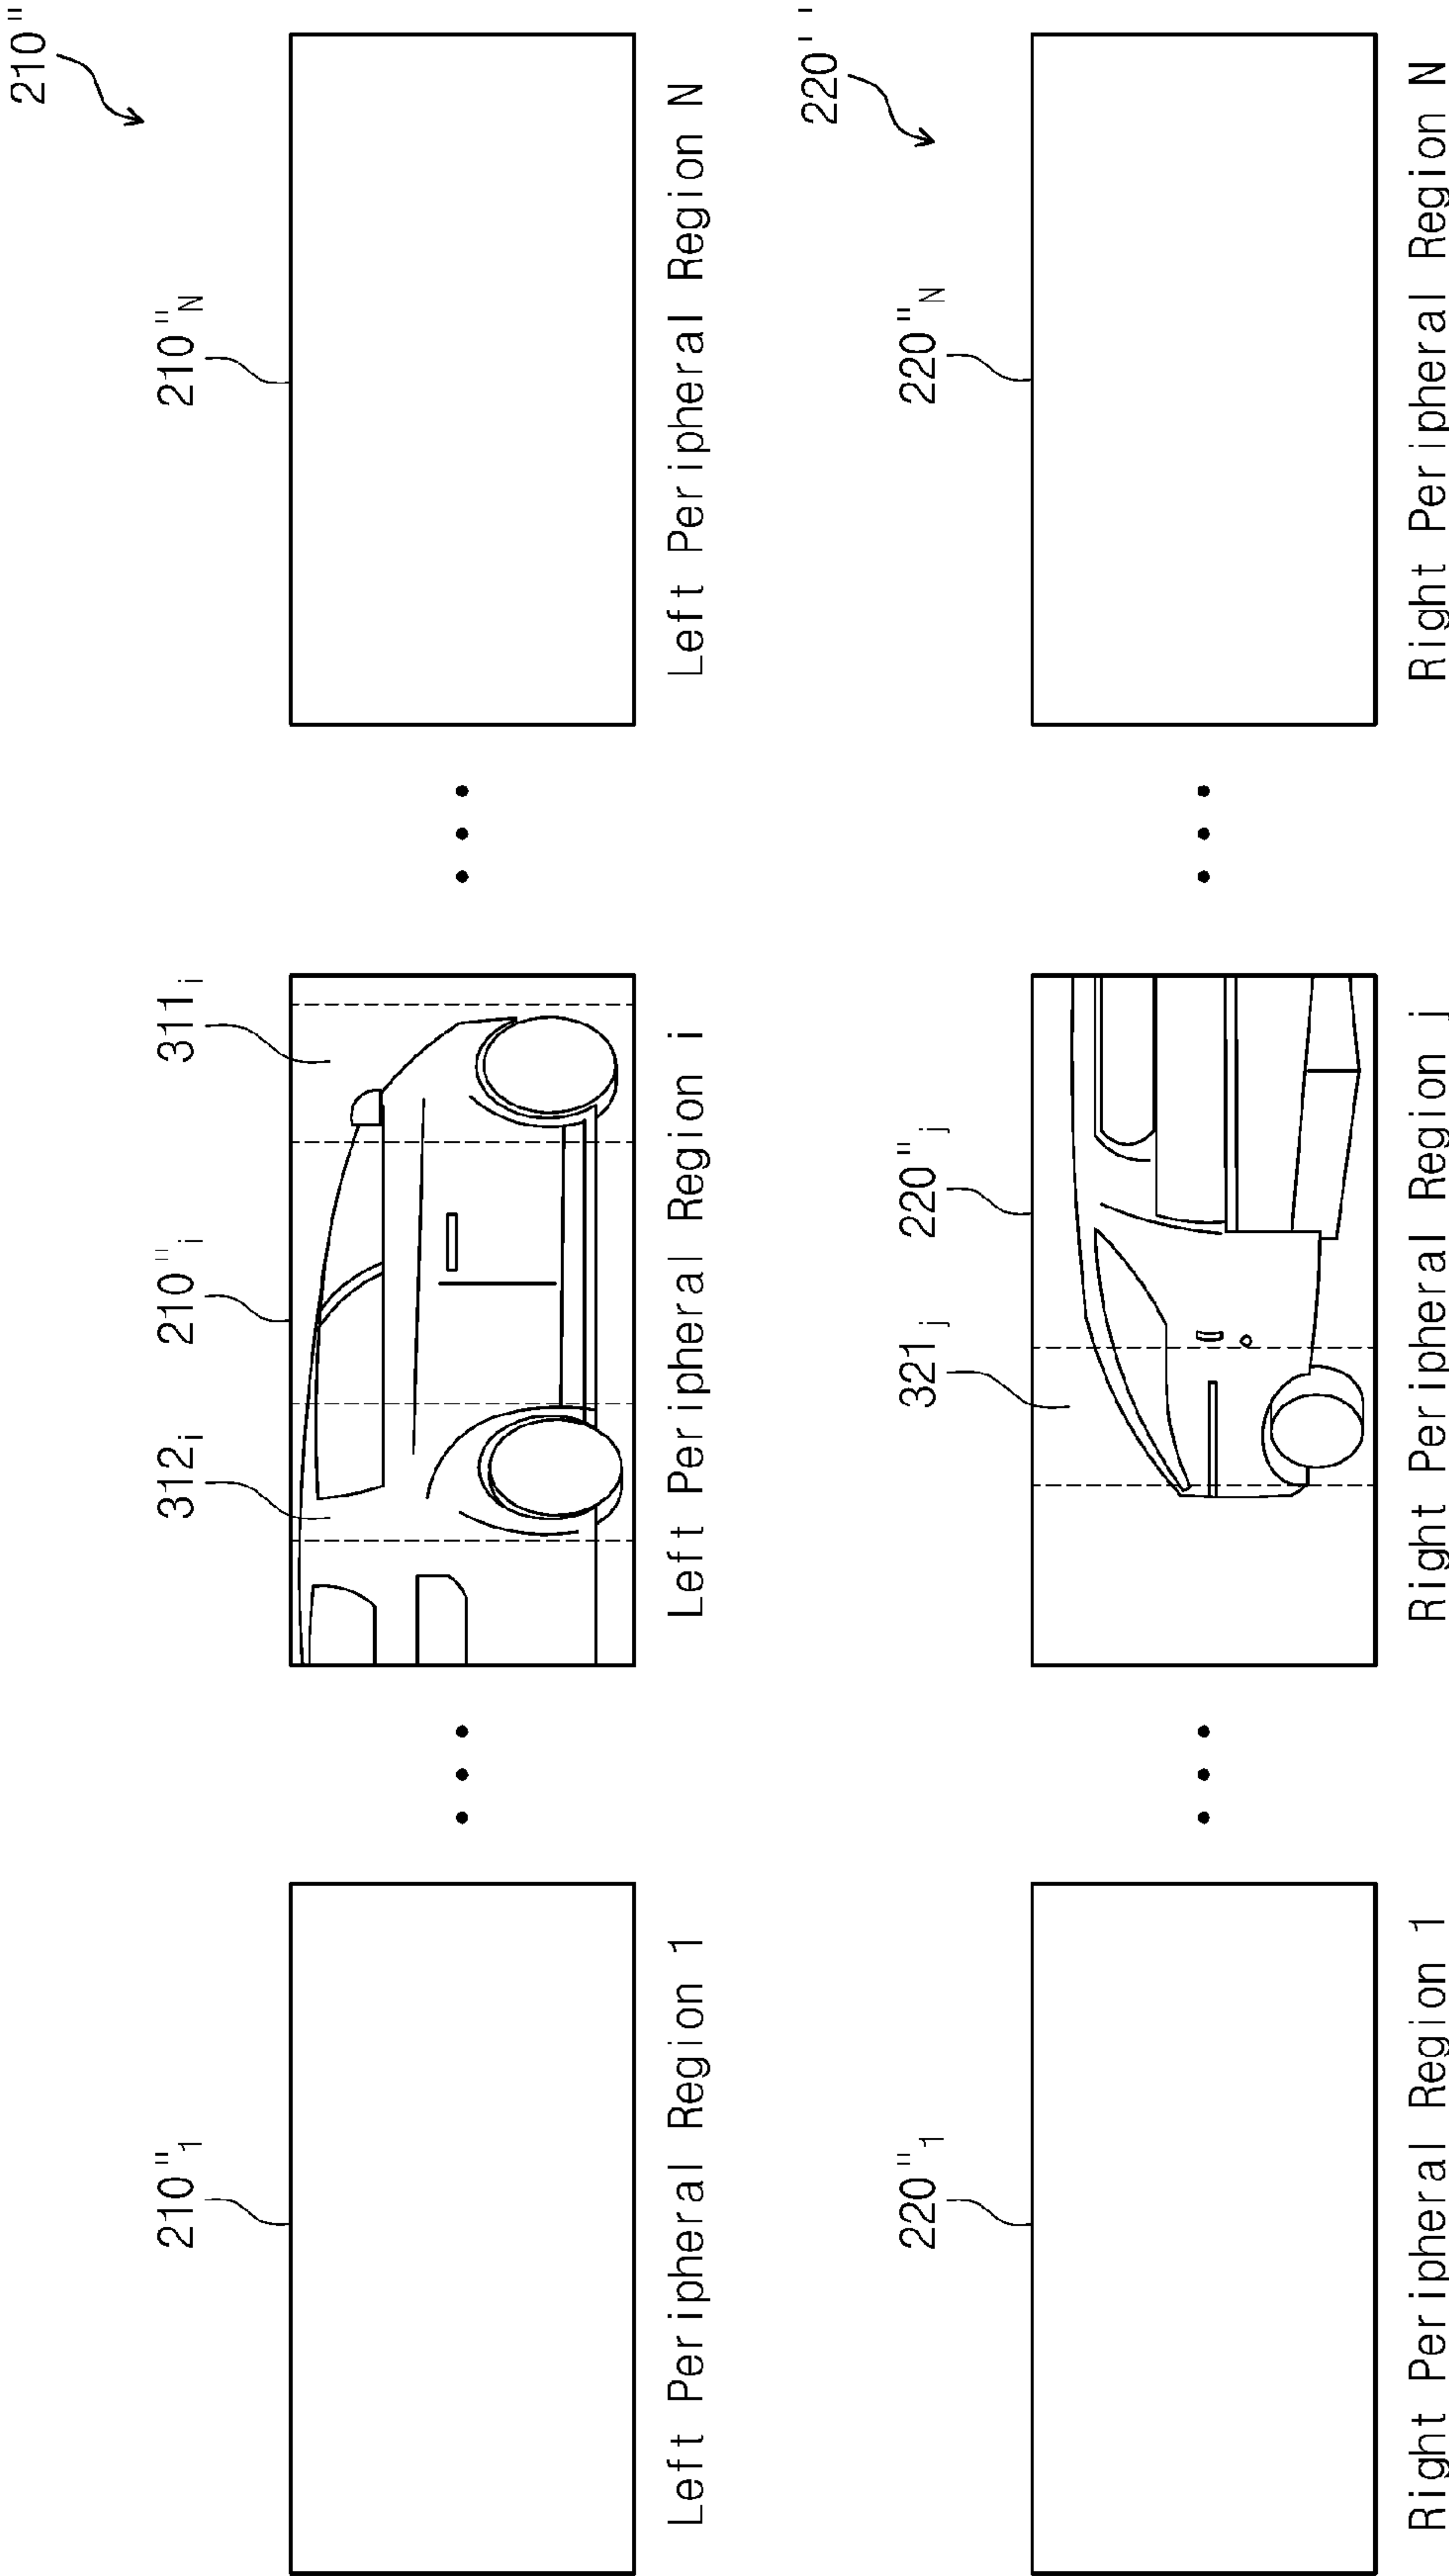 210"
210"₁
210"ᵢ
312ᵢ
311ᵢ
210"N
Left Peripheral Region 1
Left Peripheral Region i
Left Peripheral Region N
220''
220"₁
321ⱼ
220"ⱼ
220"N
Right Peripheral Region 1
Right Peripheral Region j
Right Peripheral Region N